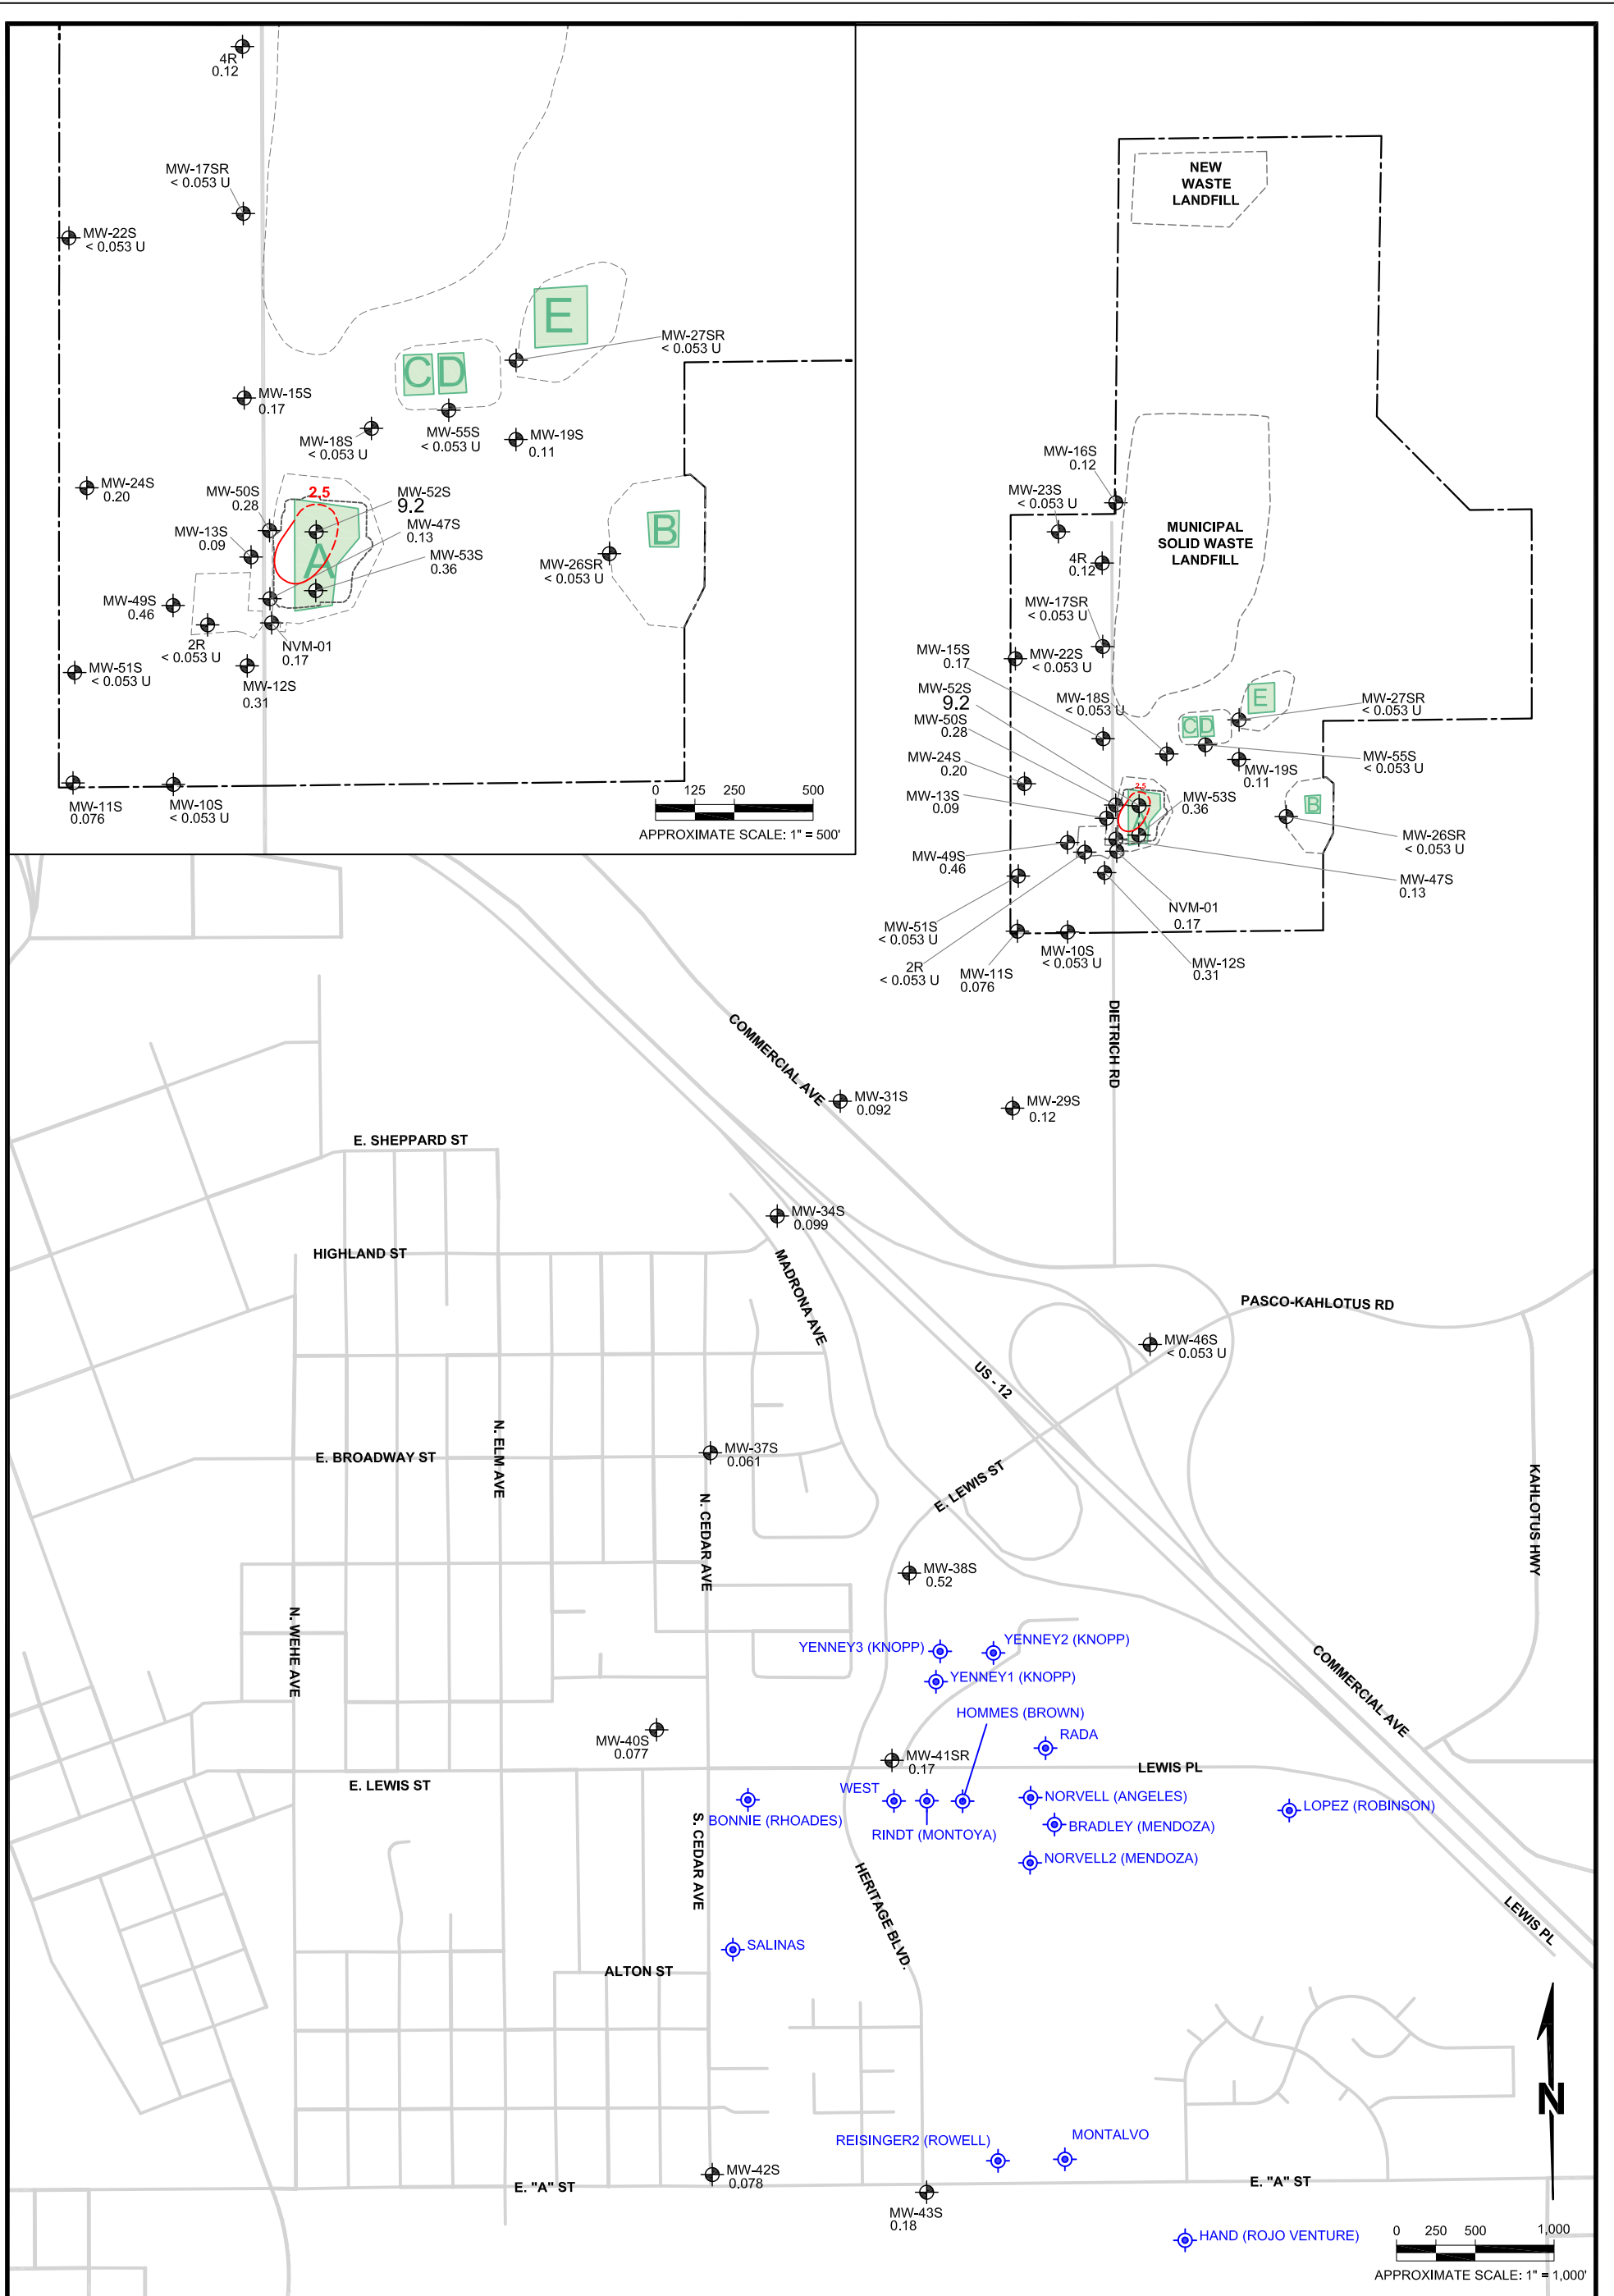 4R
0.12
MW-17SR
< 0.053 U
MW-22S
< 0.053 U
E
MW-27SR
< 0.053 U
C D
MW-15S
0.17
MW-18S
< 0.053 U
MW-55S
< 0.053 U
MW-19S
0.11
MW-24S
0.20
MW-50S
0.28
2.5
MW-52S
9.2
MW-47S
0.13
MW-13S
0.09
A
MW-53S
0.36
B
MW-26SR
< 0.053 U
MW-49S
0.46
2R
< 0.053 U
NVM-01
0.17
MW-51S
< 0.053 U
MW-12S
0.31
MW-11S
0.076
MW-10S
< 0.053 U
0 125 250 500
APPROXIMATE SCALE: 1" = 500'
NEW
WASTE
LANDFILL
MW-16S
0.12
MW-23S
< 0.053 U
MUNICIPAL
SOLID WASTE
LANDFILL
4R
0.12
MW-17SR
< 0.053 U
MW-15S
0.17
MW-22S
< 0.053 U
MW-52S
9.2
MW-18S
< 0.053 U
E
MW-27SR
< 0.053 U
C D
MW-50S
0.28
MW-55S
< 0.053 U
MW-24S
0.20
MW-19S
0.11
2.5
MW-13S
0.09
A
MW-53S
0.36
B
MW-26SR
< 0.053 U
MW-49S
0.46
MW-47S
0.13
NVM-01
0.17
MW-51S
< 0.053 U
2R
< 0.053 U
MW-11S
0.076
MW-10S
< 0.053 U
MW-12S
0.31
DIETRICH RD
COMMERCIAL AVE
MW-31S
0.092
MW-29S
0.12
E. SHEPPARD ST
MW-34S
0.099
HIGHLAND ST
MADRONA AVE
PASCO-KAHLOTUS RD
MW-46S
< 0.053 U
US - 12
N. ELM AVE
MW-37S
0.061
E. BROADWAY ST
E. LEWIS ST
KAHLOTUS HWY
N. CEDAR AVE
MW-38S
0.52
N. WEHE AVE
YENNEY3 (KNOPP)
YENNEY2 (KNOPP)
YENNEY1 (KNOPP)
COMMERCIAL AVE
HOMMES (BROWN)
RADA
MW-40S
0.077
MW-41SR
0.17
LEWIS PL
E. LEWIS ST
WEST
NORVELL (ANGELES)
LOPEZ (ROBINSON)
BONNIE (RHOADES)
RINDT (MONTOYA)
BRADLEY (MENDOZA)
S. CEDAR AVE
NORVELL2 (MENDOZA)
HERITAGE BLVD.
LEWIS PL
SALINAS
ALTON ST
N
REISINGER2 (ROWELL)
MONTALVO
MW-42S
0.078
E. "A" ST
E. "A" ST
MW-43S
0.18
HAND (ROJO VENTURE)
0 250 500 1,000
APPROXIMATE SCALE: 1" = 1,000'